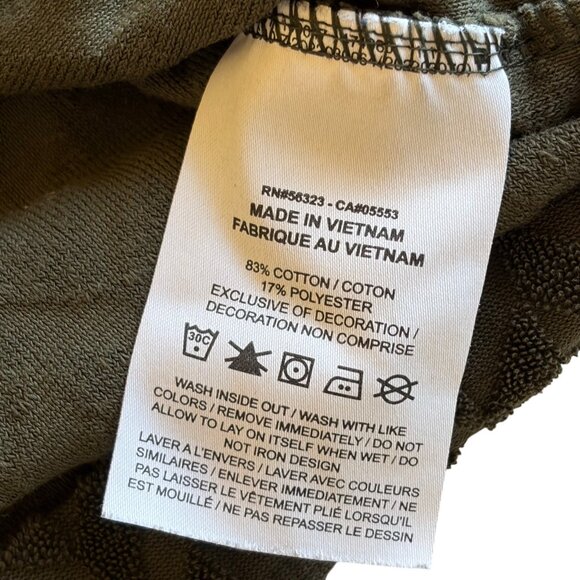 RN#56323 - CA#05553
MADE IN VIETNAM
FABRIQUE AU VIETNAM
83% COTTON / COTON
17% POLYESTER
EXCLUSIVE OF DECORATION /
DECORATION NON COMPRISE
30C
WASH INSIDE OUT / WASH WITH LIKE
COLORS / REMOVE IMMEDIATELY / DO NOT
ALLOW TO LAY ON ITSELF WHEN WET / DO
NOT IRON DESIGN
LAVER A L'ENVERS / LAVER AVEC COULEURS
SIMILAIRES / ENLEVER IMMEDIATEMENT / NE
PAS LAISSER LE VÊTEMENT PLIÉ LORSQU'IL
EST MOUILLÉ / NE PAS REPASSER LE DESSIN